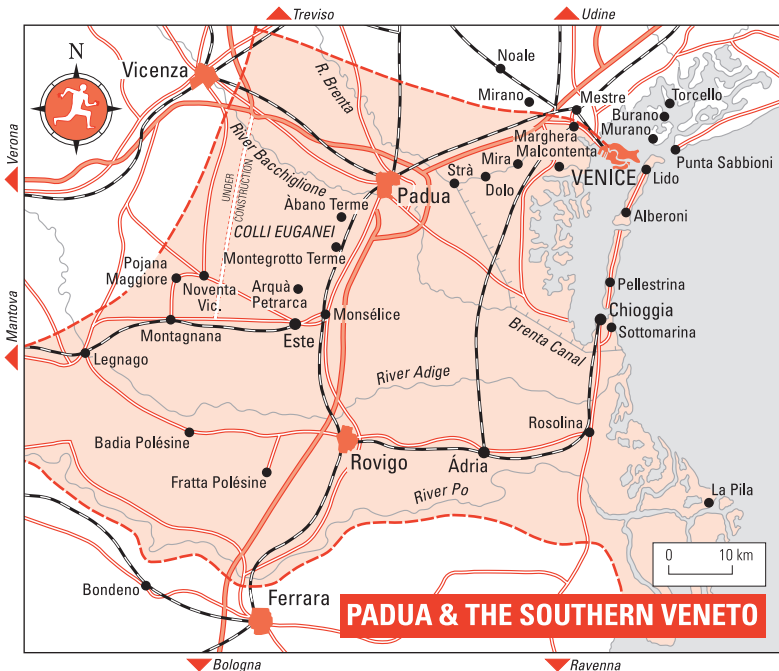 Treviso
Udine
N
Vicenza
R. Brenta
Noale
Mirano
Mestre
Torcello
Burano
Murano
Marghera
Malcontenta
Punta Sabbioni
Verona
River Bacchiglione
UNDER
CONSTRUCTION
Padua
Strà
Mira
Dolo
VENICE
Lido
Àbano Terme
COLLI EUGANEI
Montegrotto Terme
Alberoni
Pojana
Maggiore
Noventa
Vic.
Arquà
Petrarca
Pellestrina
Mantova
Monsélice
Chioggia
Sottomarina
Montagnana
Este
Brenta Canal
Legnago
River Adige
Rosolina
Badia Polésine
Rovigo
Ádria
Fratta Polésine
River Po
La Pila
0 10 km
Bondeno
Ferrara
PADUA & THE SOUTHERN VENETO
Bologna
Ravenna